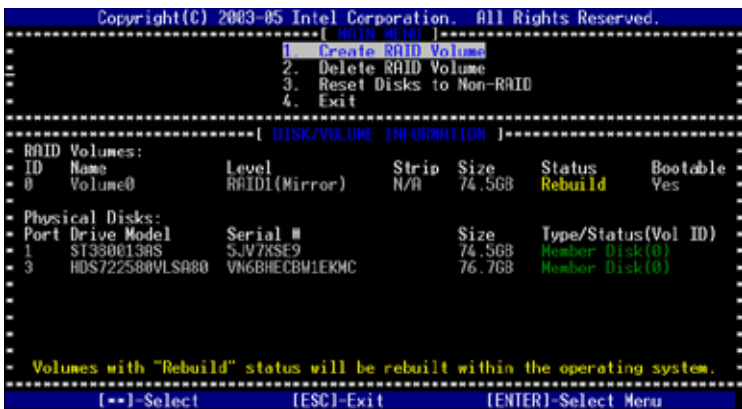 Copyright(C) 2003-05 Intel Corporation. All Rights Reserved.
[ MAIN MENU ]
1. Create RAID Volume
2. Delete RAID Volume
3. Reset Disks to Non-RAID
4. Exit
[ DISK/VOLUME INFORMATION ]
RAID Volumes:
ID Name Level Strip Size Status Bootable
0 Volume0 RAID1(Mirror) N/A 74.5GB Rebuild Yes
Physical Disks:
Port Drive Model Serial # Size Type/Status(Vol ID)
1 ST380013AS 5JV7XSE9 74.5GB Member Disk(0)
3 HDS722580VLSA80 VN6BHECBW1EKMC 76.7GB Member Disk(0)
Volumes with "Rebuild" status will be rebuilt within the operating system.
[↑↓]-Select [ESC]-Exit [ENTER]-Select Menu